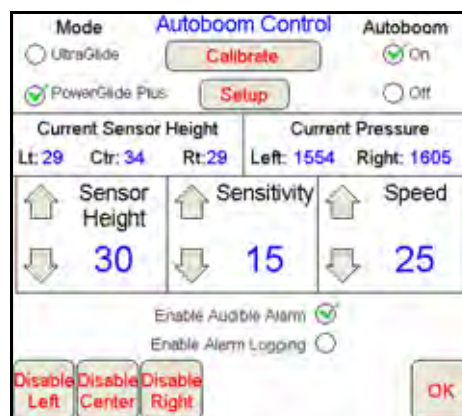 Mode Autoboom Control Autoboom
UltraGlide Calibrate On
PowerGlide Plus Setup Off
Current Sensor Height Current Pressure
Lt: 29 Ctr: 34 Rt:29 Left: 1554 Right: 1605
Sensor Height Sensitivity Speed
30 15 25
Enable Audible Alarm
Enable Alarm Logging
Disable Left Disable Center Disable Right OK